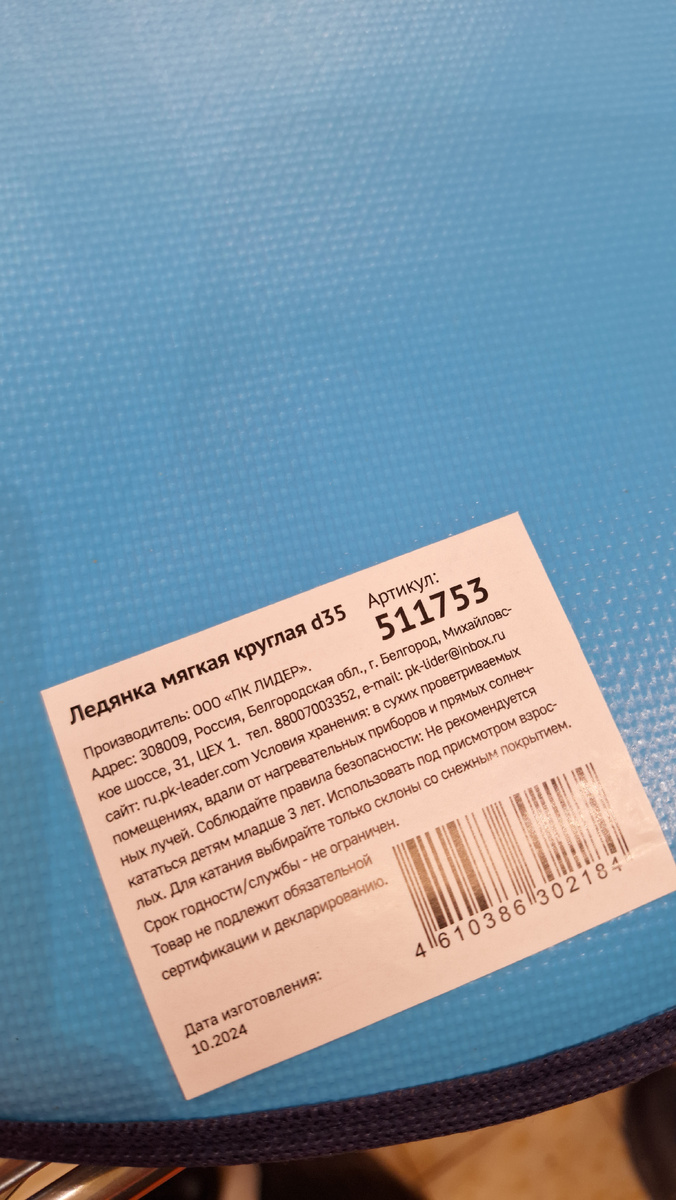 Ледянка мягкая круглая d35
Артикул:
511753
Производитель: ООО «ПК ЛИДЕР».
Адрес: 308009, Россия, Белгородская обл., г. Белгород, Михайловс-
кое шоссе, 31, ЦЕХ 1. тел. 88007003352, e-mail: pk-lider@inbox.ru
сайт: ru.pk-leader.com Условия хранения: в сухих проветриваемых
помещениях, вдали от нагревательных приборов и прямых солнеч-
ных лучей. Соблюдайте правила безопасности: Не рекомендуется
кататься детям младше 3 лет. Использовать под присмотром взрос-
лых. Для катания выбирайте только склоны со снежным покрытием.
Срок годности/службы - не ограничен.
Товар не подлежит обязательной
сертификации и декларированию.
4 610386 302184
Дата изготовления:
10.2024